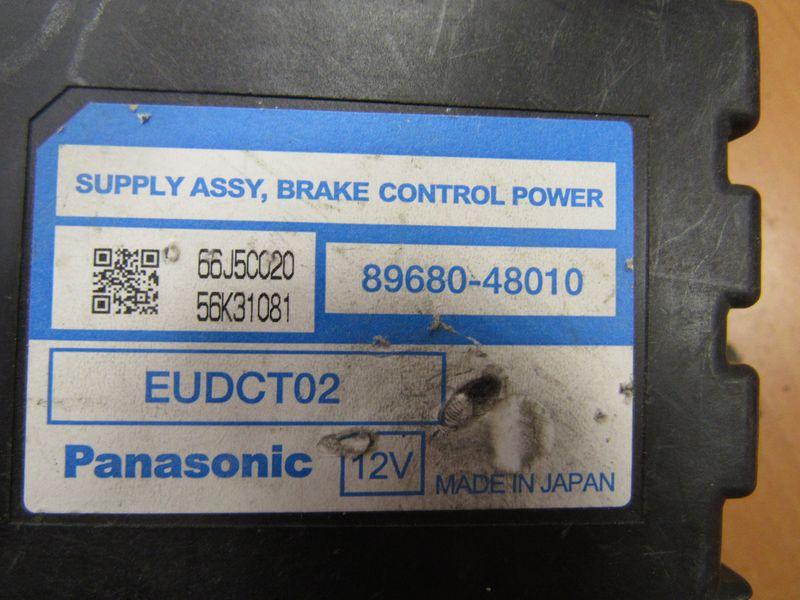 SUPPLY ASSY, BRAKE CONTROL POWER
66J5C020
56K31081
89680-48010
EUDCT02
Panasonic
12V
MADE IN JAPAN